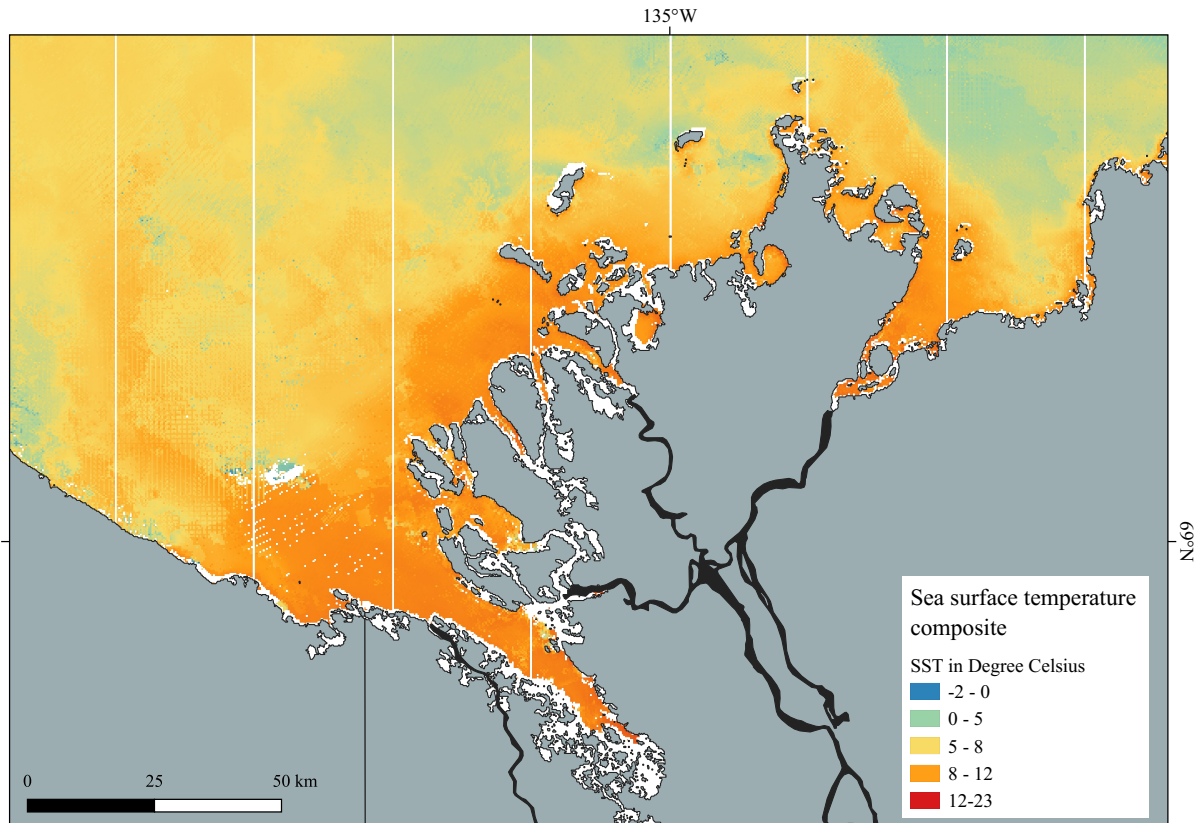 135°W
69°N
Sea surface temperature
composite
SST in Degree Celsius
-2 - 0
0 - 5
5 - 8
8 - 12
12-23
0 25 50 km